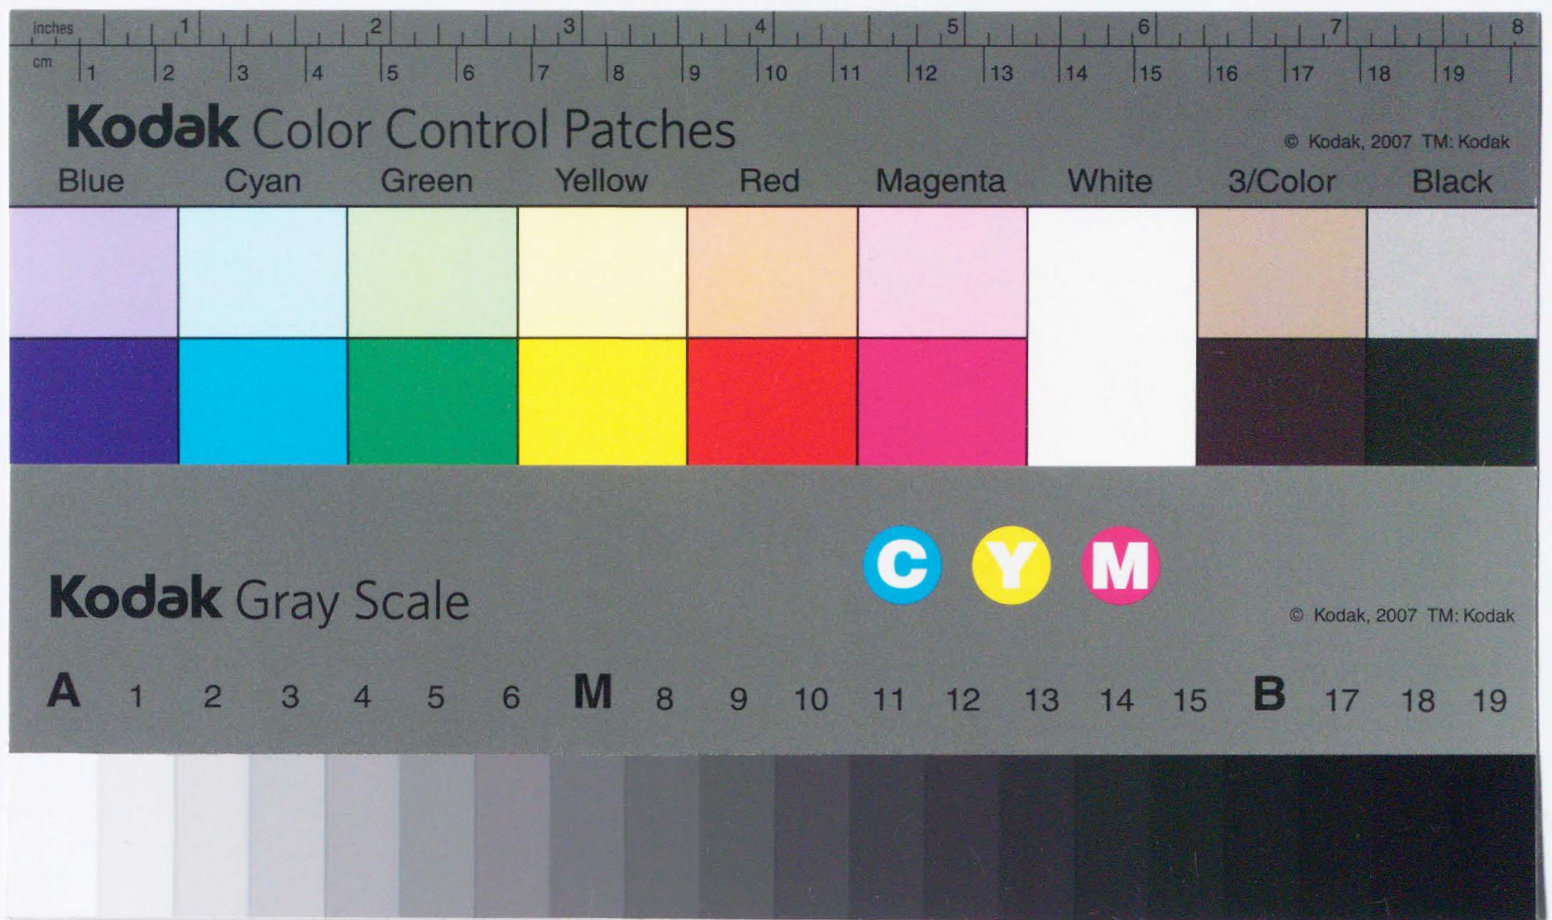 inches 1 2 3 4 5 6 7 8
cm 1 2 3 4 5 6 7 8 9 10 11 12 13 14 15 16 17 18 19
Kodak Color Control Patches
© Kodak, 2007 TM: Kodak
Blue Cyan Green Yellow Red Magenta White 3/Color Black
C Y M
Kodak Gray Scale
© Kodak, 2007 TM: Kodak
A 1 2 3 4 5 6 M 8 9 10 11 12 13 14 15 B 17 18 19